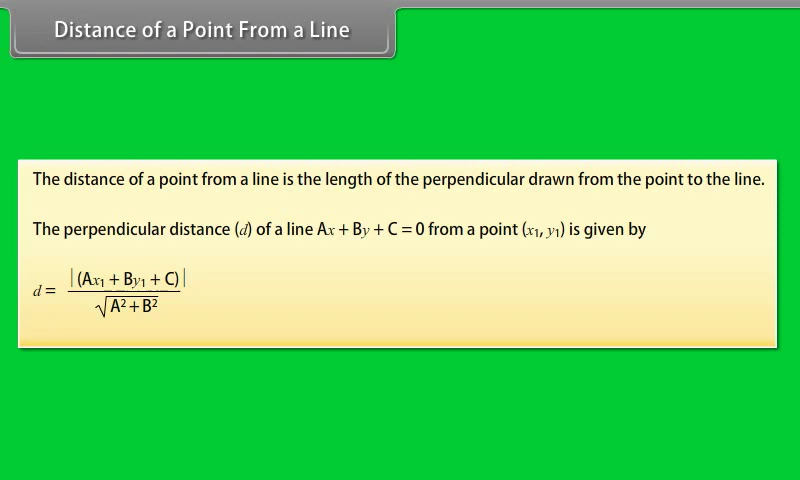 Distance of a Point From a Line
The distance of a point from a line is the length of the perpendicular drawn from the point to the line.
The perpendicular distance (d) of a line Ax + By + C = 0 from a point (x₁, y₁) is given by
d = |(Ax₁ + By₁ + C)| / √A² + B²